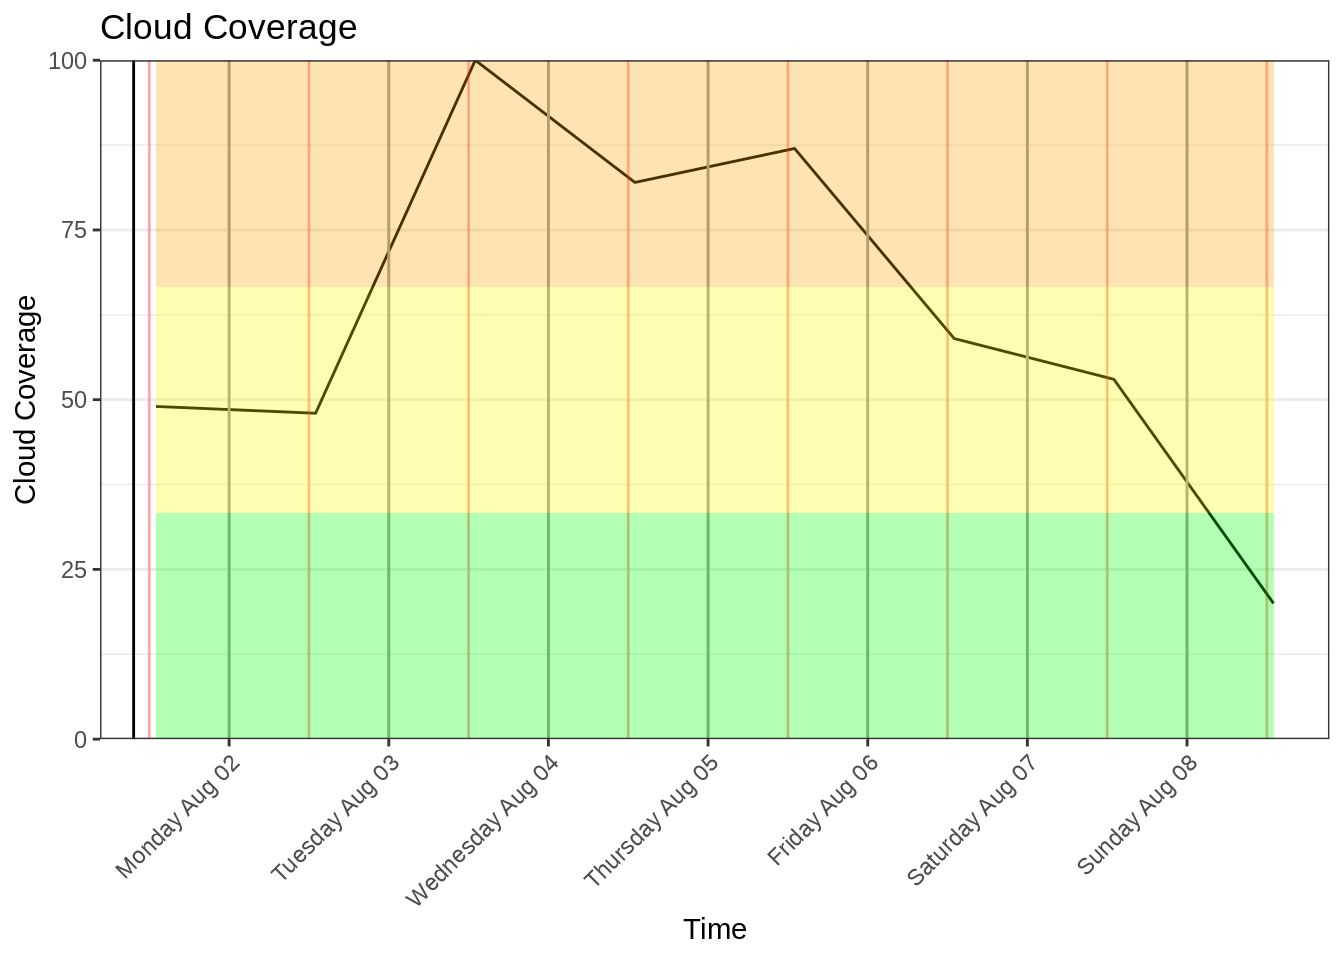 Cloud Coverage
100
75
50
25
0
Cloud Coverage
Monday Aug 02
Tuesday Aug 03
Wednesday Aug 04
Thursday Aug 05
Friday Aug 06
Saturday Aug 07
Sunday Aug 08
Time